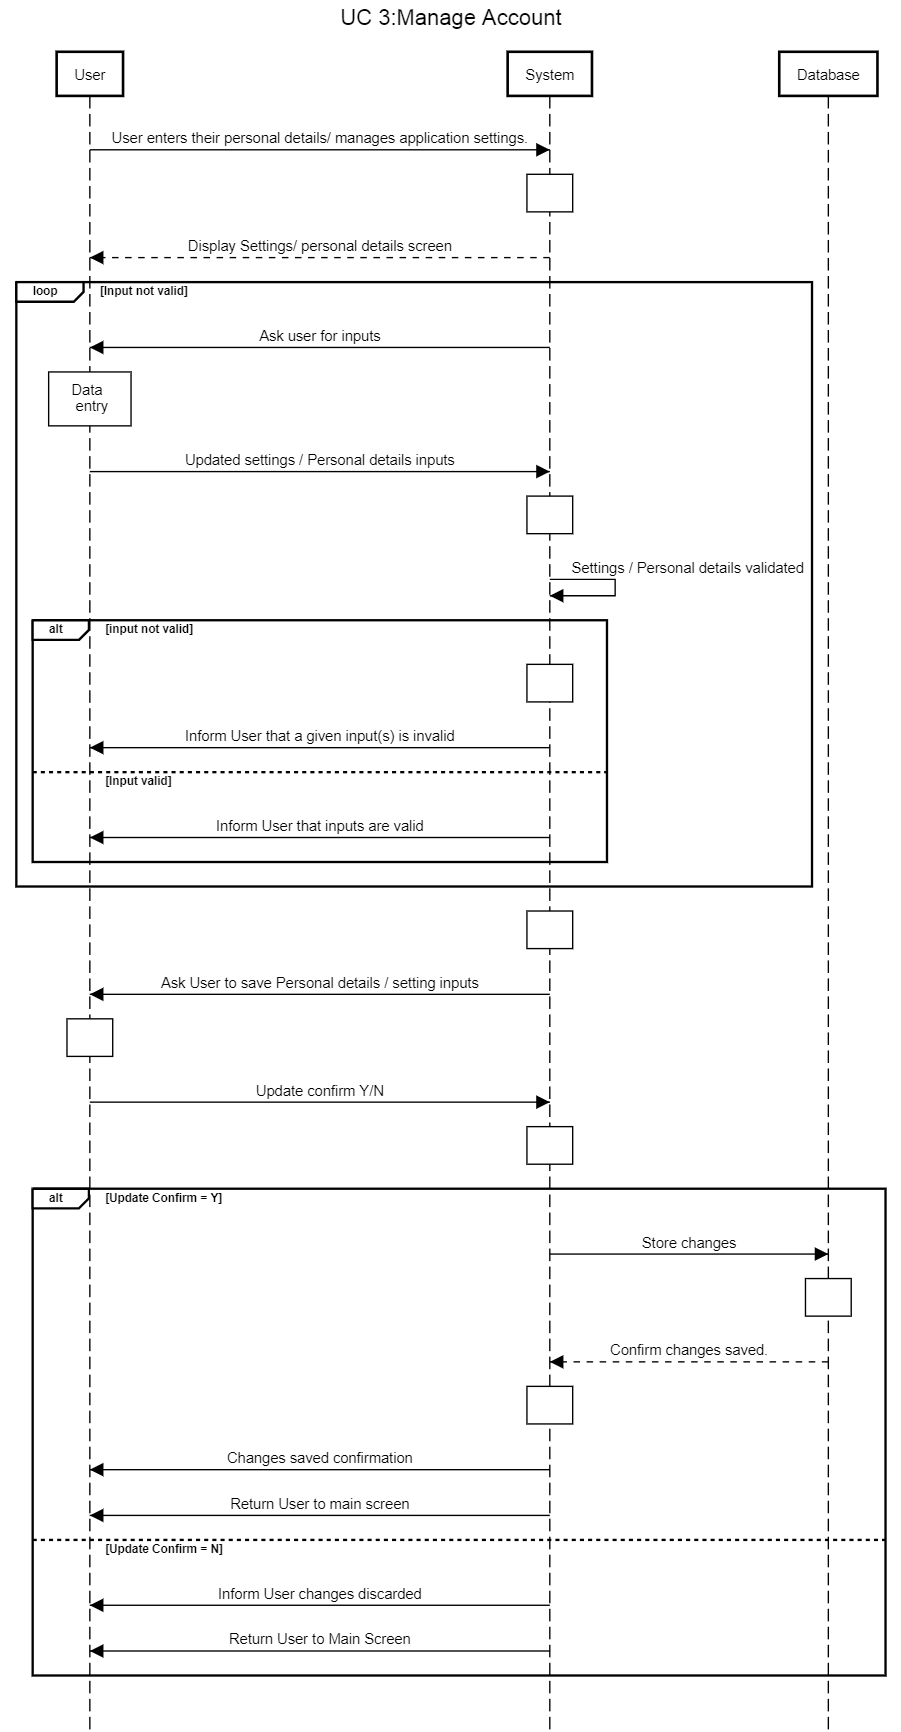 UC 3:Manage Account
User
System
Database
User enters their personal details/ manages application settings.
Display Settings/ personal details screen
loop
[Input not valid]
Ask user for inputs
Data
entry
Updated settings / Personal details inputs
Settings / Personal details validated
alt
[input not valid]
Inform User that a given input(s) is invalid
[Input valid]
Inform User that inputs are valid
Ask User to save Personal details / setting inputs
Update confirm Y/N
alt
[Update Confirm = Y]
Store changes
Confirm changes saved.
Changes saved confirmation
Return User to main screen
[Update Confirm = N]
Inform User changes discarded
Return User to Main Screen